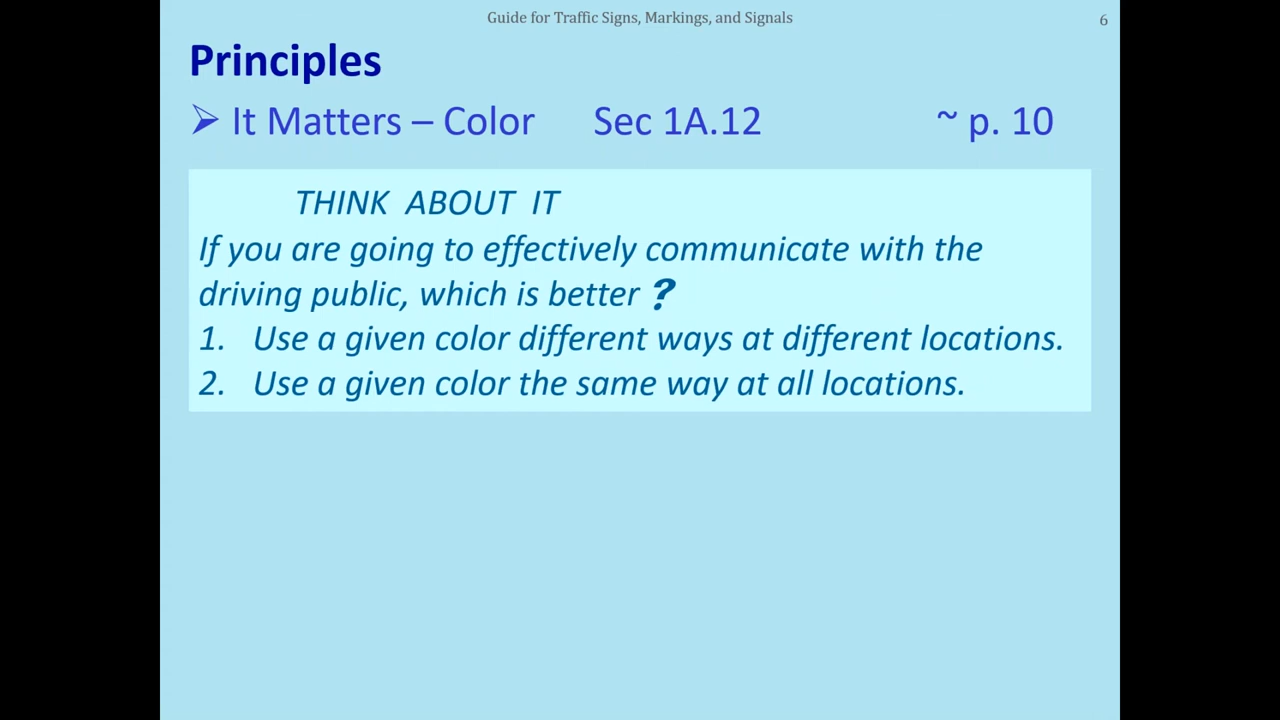 Guide for Traffic Signs, Markings, and Signals
6
Principles
➢ It Matters – Color Sec 1A.12 ~ p. 10
THINK ABOUT IT
If you are going to effectively communicate with the
driving public, which is better ?
1. Use a given color different ways at different locations.
2. Use a given color the same way at all locations.